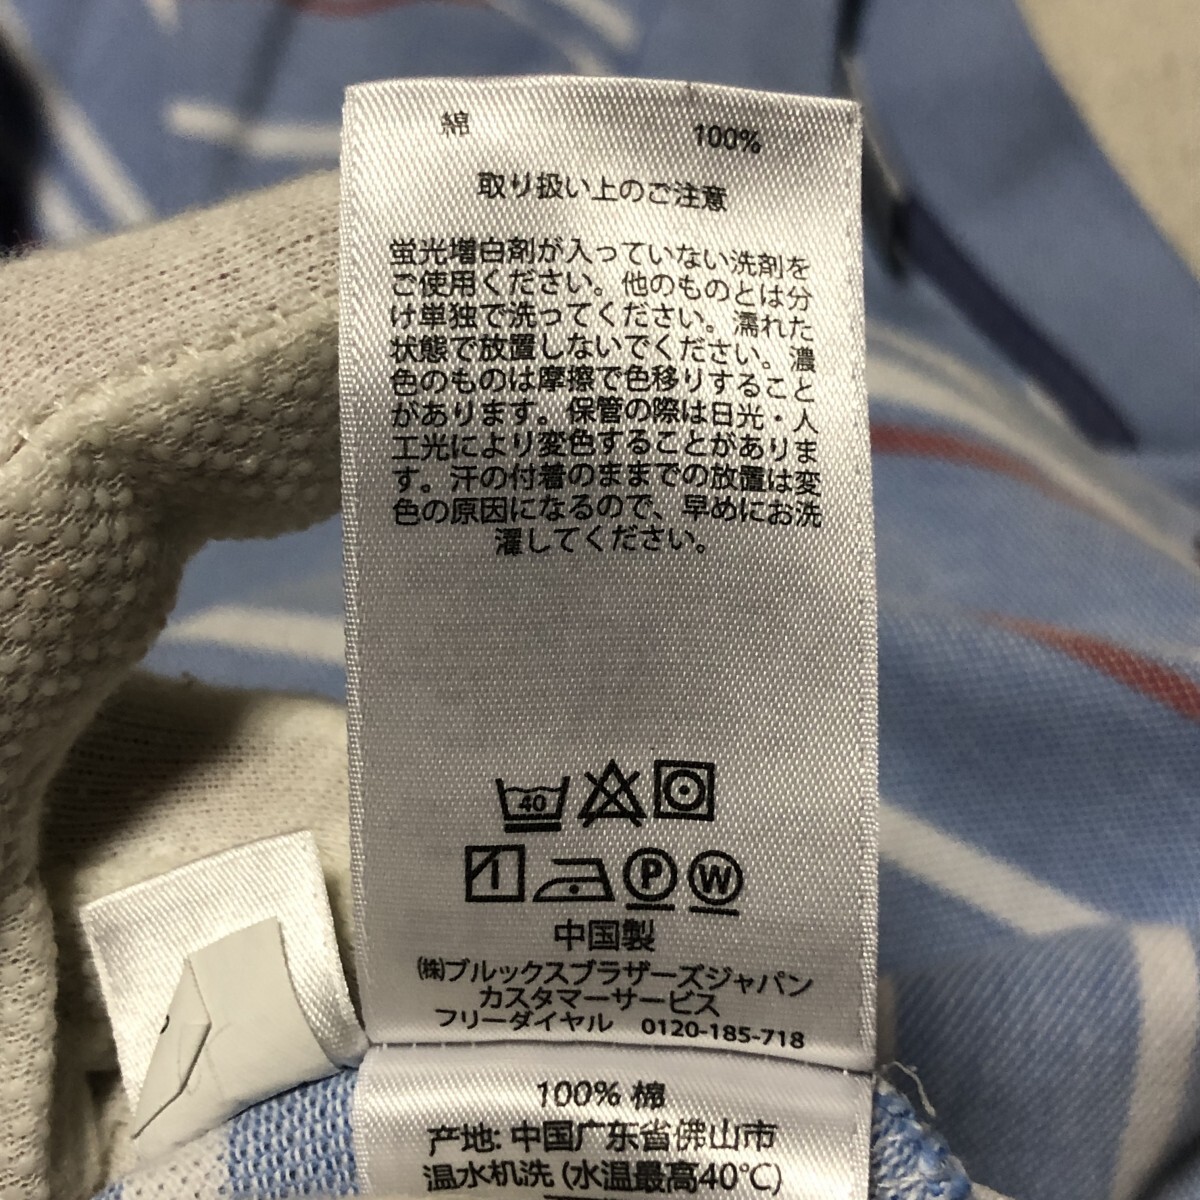 綿 100%
取り扱い上のご注意
蛍光増白剤が入っていない洗剤を
ご使用ください。他のものとは分
け単独で洗ってください。濡れた
状態で放置しないでください。濃
色のものは摩擦で色移りすること
があります。保管の際は日光・人
工光により変色することがありま
す。汗の付着のままでの放置は変
色の原因になるので、早めにお洗
濯してください。
40
P W
中国製
㈱ブルックスブラザーズジャパン
カスタマーサービス
フリーダイヤル 0120-185-718
100% 棉
产地: 中国广东省佛山市
温水机洗 (水温最高40℃)